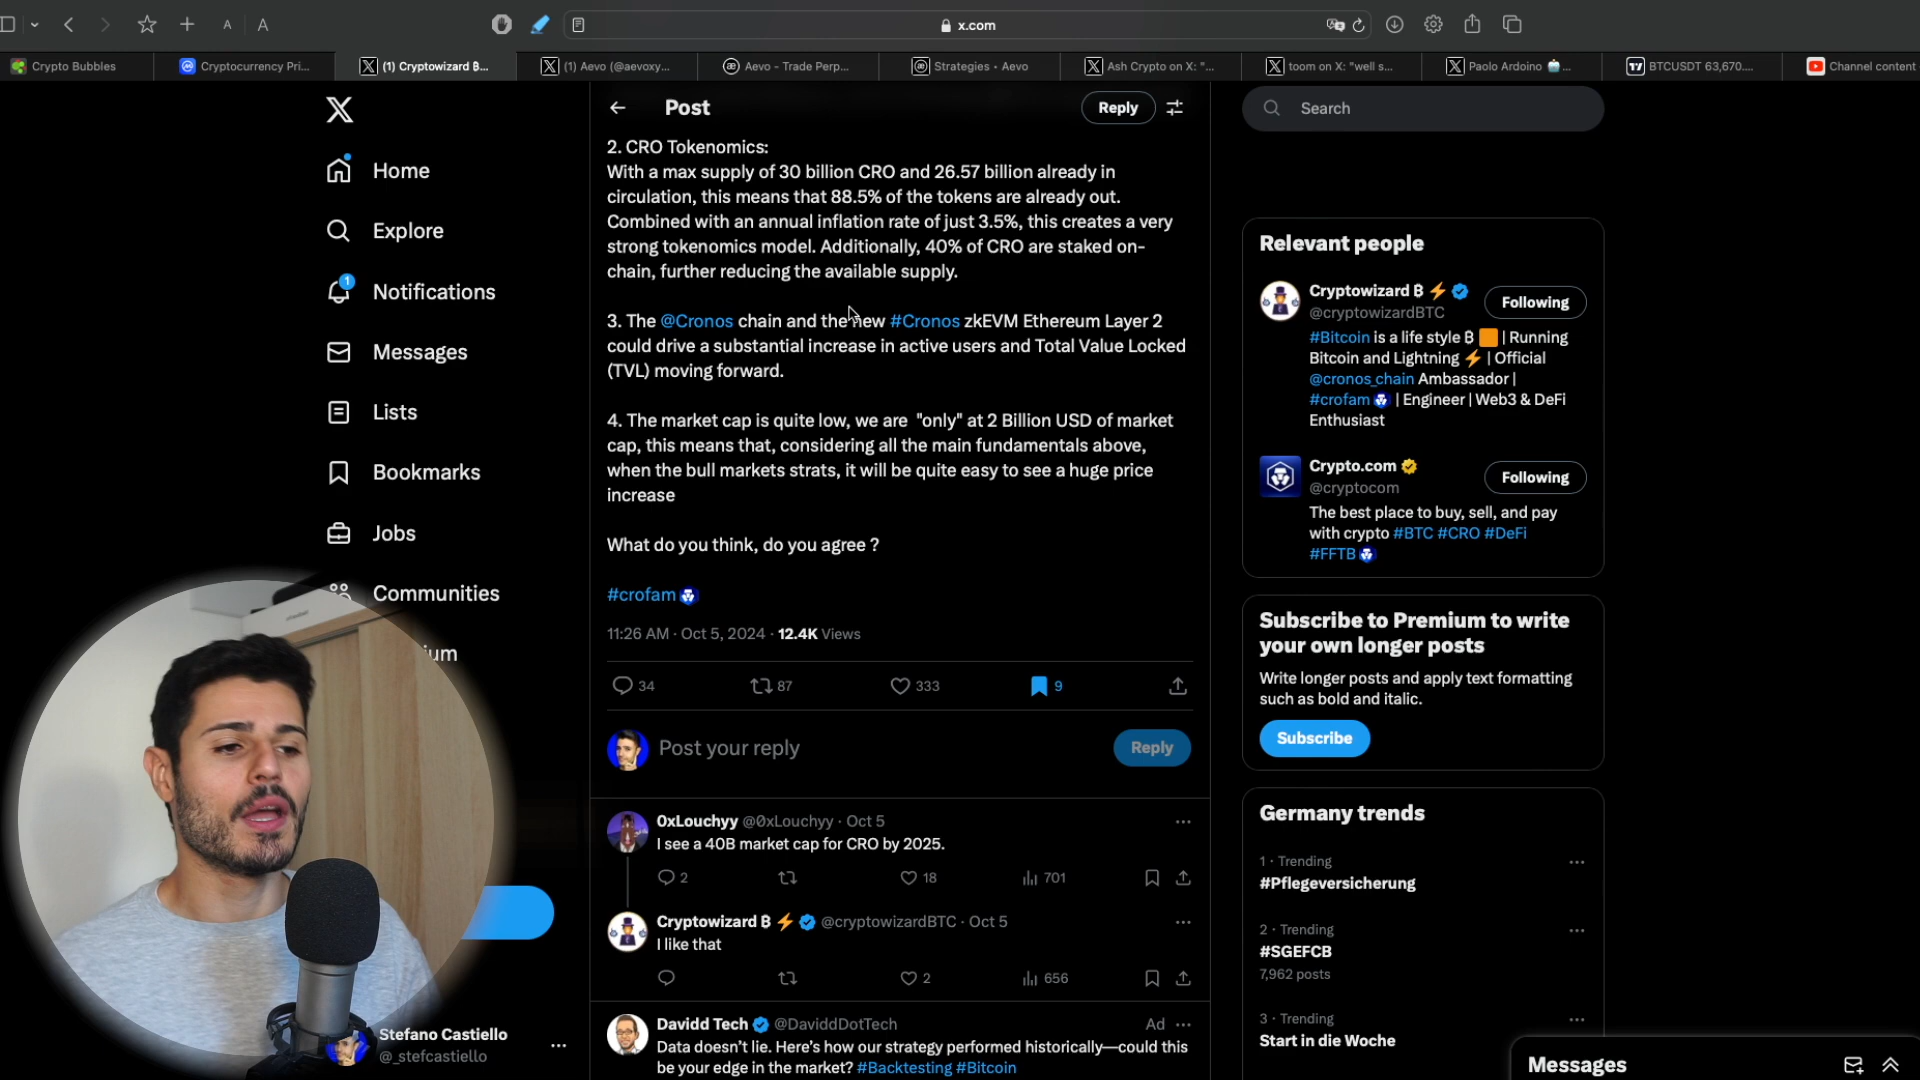 A
A
x.com
Crypto Bubbles
Cryptocurrency Pri...
(1) Cryptowizard ₿...
(1) Aevo (@aevoxy...
Aevo - Trade Perp...
Strategies • Aevo
Ash Crypto on X: "...
toom on X: "well s...
Paolo Ardoino 🤖...
BTCUSDT 63,670....
Channel content
Home
Explore
1
Notifications
Messages
Lists
Bookmarks
Jobs
Communities
ium
Stefano Castiello
@_stefcastiello
Post
Reply
2. CRO Tokenomics:
With a max supply of 30 billion CRO and 26.57 billion already in
circulation, this means that 88.5% of the tokens are already out.
Combined with an annual inflation rate of just 3.5%, this creates a very
strong tokenomics model. Additionally, 40% of CRO are staked on-
chain, further reducing the available supply.
3. The @Cronos chain and the new #Cronos zkEVM Ethereum Layer 2
could drive a substantial increase in active users and Total Value Locked
(TVL) moving forward.
4. The market cap is quite low, we are "only" at 2 Billion USD of market
cap, this means that, considering all the main fundamentals above,
when the bull markets strats, it will be quite easy to see a huge price
increase
What do you think, do you agree ?
#crofam
11:26 AM · Oct 5, 2024 · 12.4K Views
34
87
333
9
Post your reply
Reply
0xLouchyy @0xLouchyy · Oct 5
I see a 40B market cap for CRO by 2025.
2
18
701
Cryptowizard ₿ ⚡ @cryptowizardBTC · Oct 5
I like that
2
656
Davidd Tech @DaviddDotTech
Ad
Data doesn't lie. Here's how our strategy performed historically—could this
be your edge in the market? #Backtesting #Bitcoin
Search
Relevant people
Cryptowizard ₿ ⚡
@cryptowizardBTC
Following
#Bitcoin is a life style ₿ 🟧 | Running
Bitcoin and Lightning ⚡ | Official
@cronos_chain Ambassador |
#crofam | Engineer | Web3 & DeFi
Enthusiast
Crypto.com
@cryptocom
Following
The best place to buy, sell, and pay
with crypto #BTC #CRO #DeFi
#FFTB
Subscribe to Premium to write
your own longer posts
Write longer posts and apply text formatting
such as bold and italic.
Subscribe
Germany trends
1 · Trending
#Pflegeversicherung
2 · Trending
#SGEFCB
7,962 posts
3 · Trending
Start in die Woche
Messages